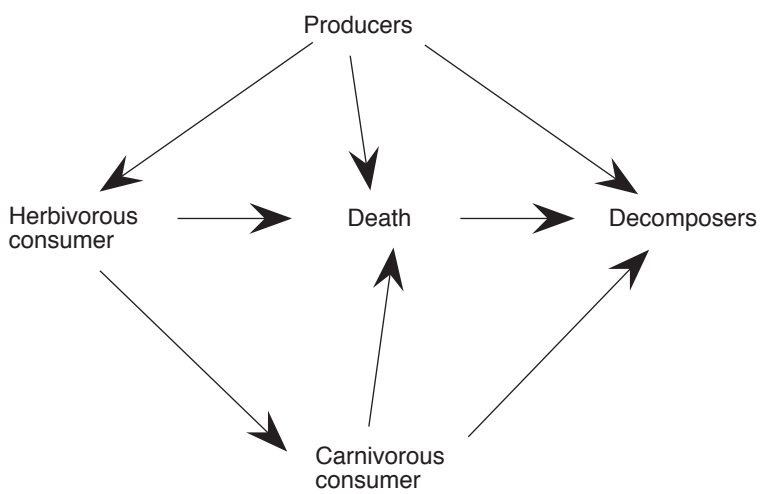 Producers
Herbivorous
consumer
Death
Decomposers
Carnivorous
consumer